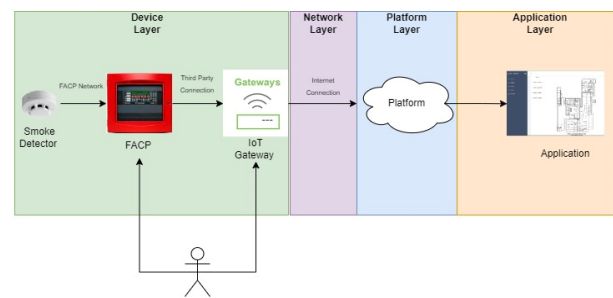 Device
Layer
Network
Layer
Platform
Layer
Application
Layer
FACP Network
Third Party
Connection
Gateways
Internet
Connection
Platform
Smoke
Detector
FACP
IoT
Gateway
Application